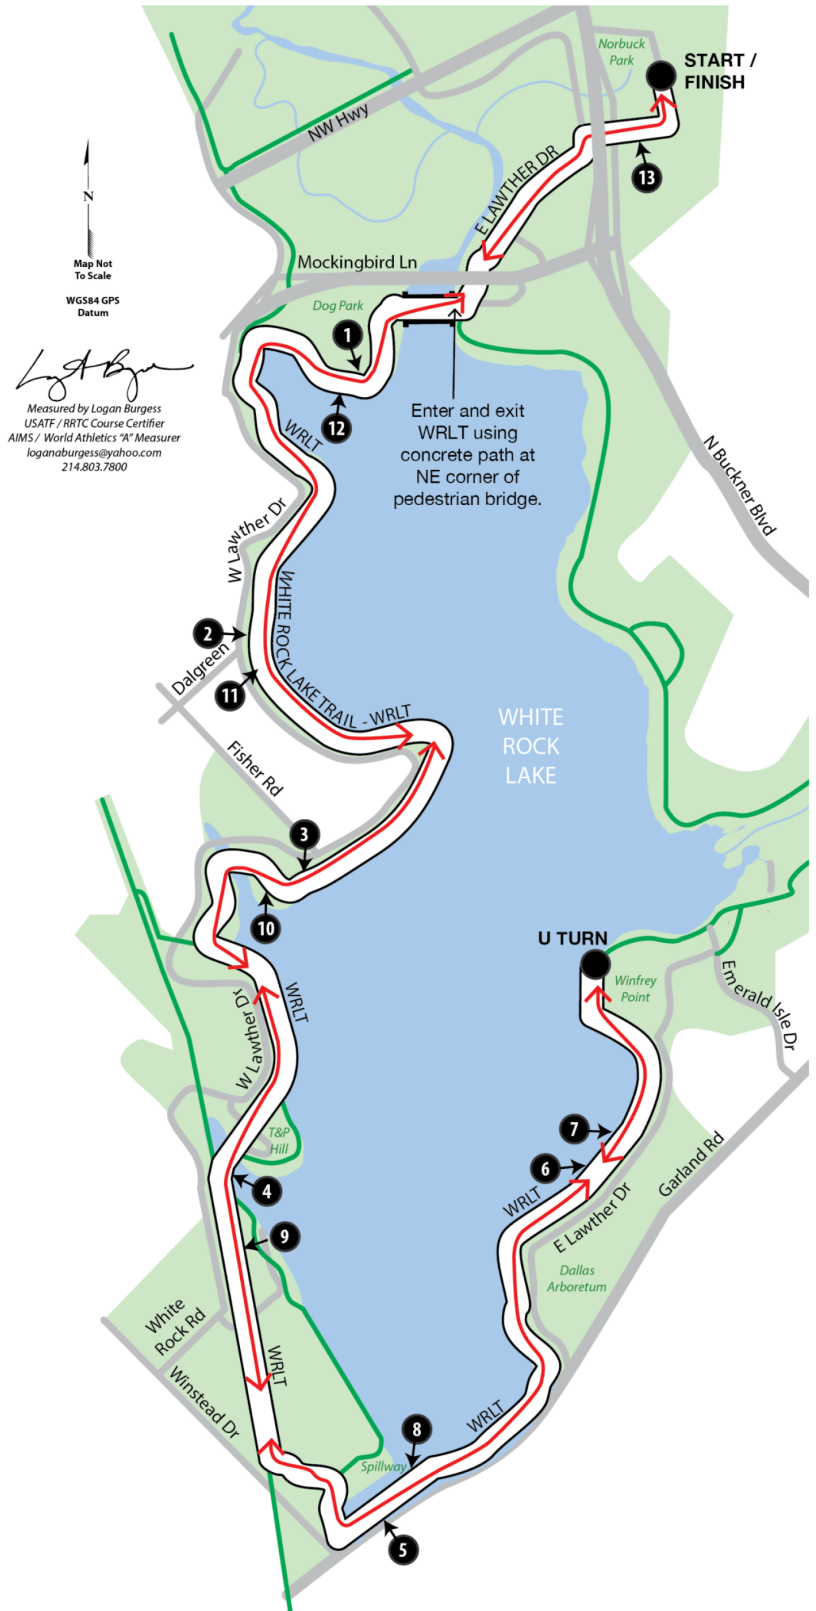 Norbuck
Park
START /
FINISH
NW Hwy
13
E LAWTHER DR
N
Map Not
To Scale
WGS84 GPS
Datum
Mockingbird Ln
Dog Park
1
12
Measured by Logan Burgess
USATF / RRTC Course Certifier
AIMS / World Athletics “A” Measurer
loganaburgess@yahoo.com
214.803.7800
Enter and exit
WRLT using
concrete path at
NE corner of
pedestrian bridge.
WRLT
N Buckner Blvd
W Lawther Dr
WHITE ROCK LAKE TRAIL - WRLT
2
Dalgreen
11
WHITE
ROCK
LAKE
Fisher Rd
3
10
U TURN
Winfrey
Point
Emerald Isle Dr
W Lawther Dr
WRLT
T&P
Hill
7
6
4
Garland Rd
WRLT
E Lawther Dr
9
Dallas
Arboretum
White
Rock Rd
WRLT
Winstead Dr
WRLT
8
Spillway
5